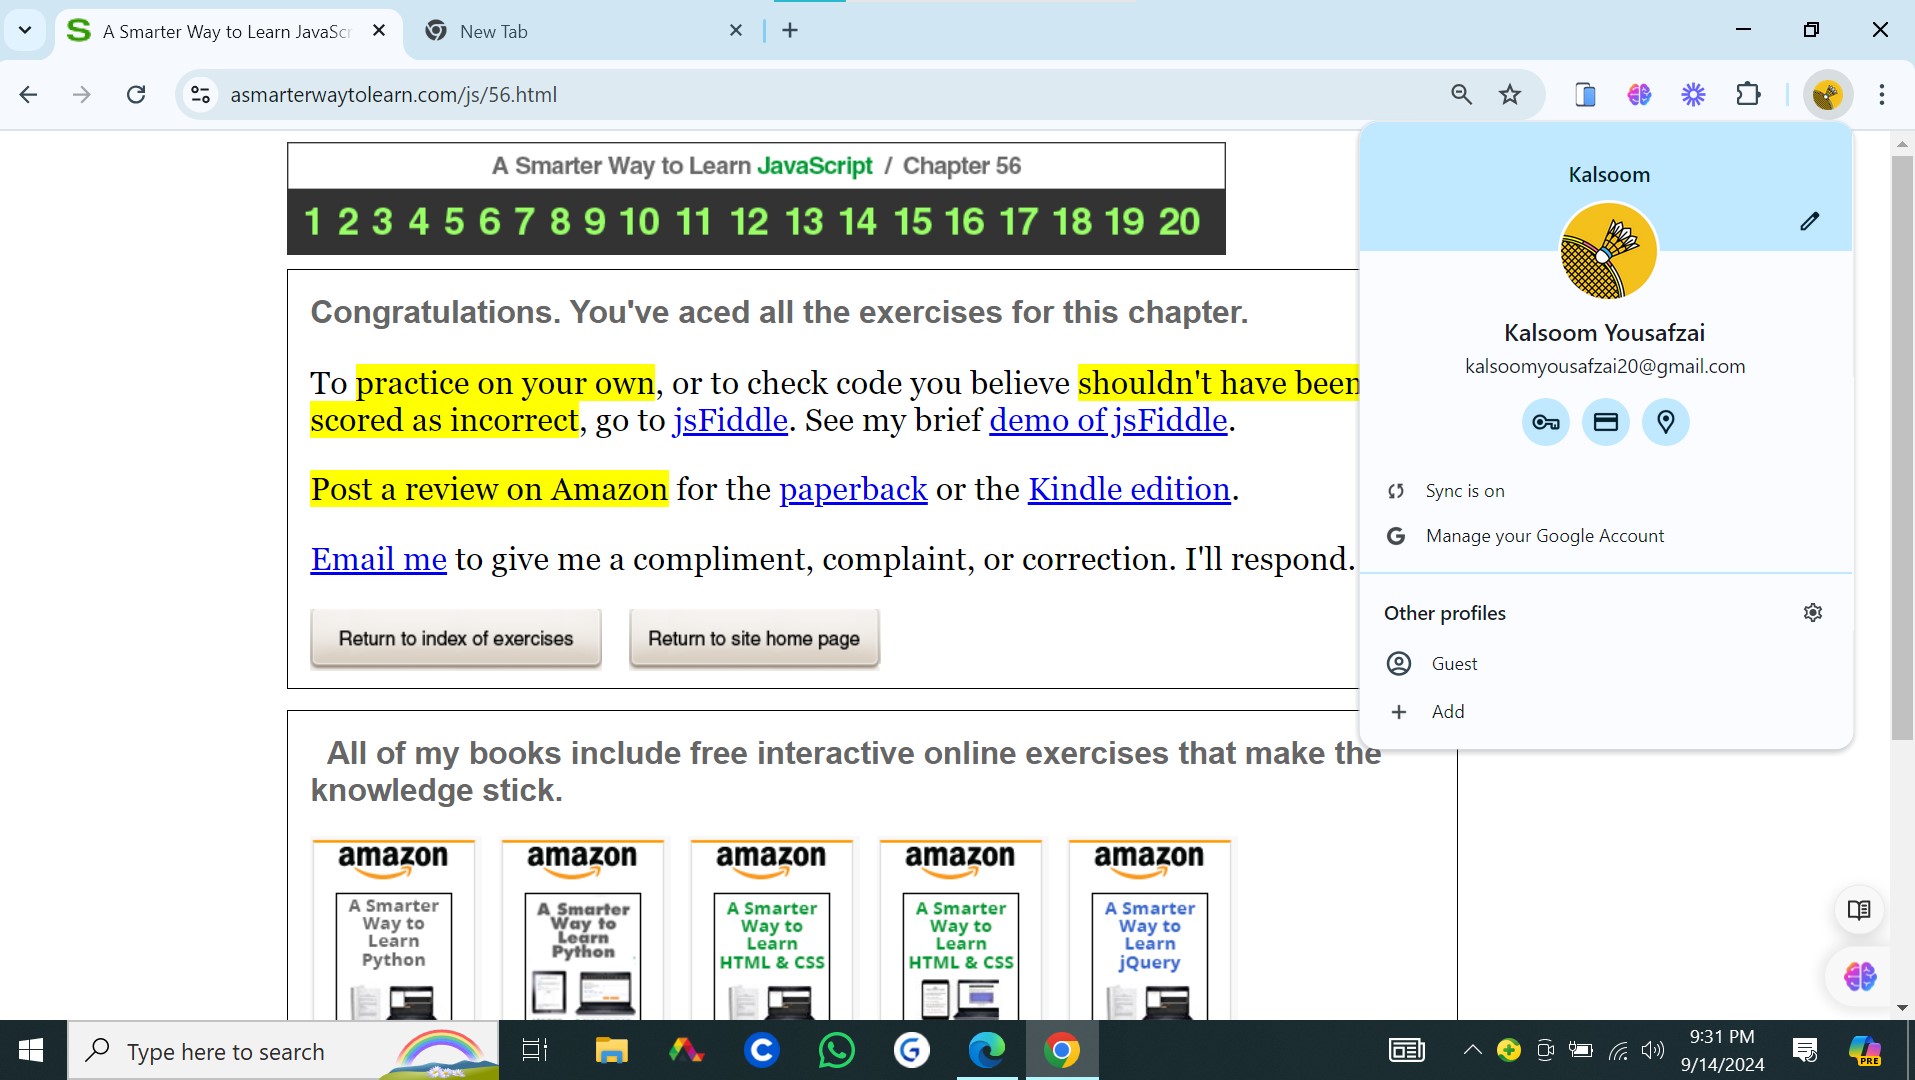 A Smarter Way to Learn JavaScr
New Tab
asmarterwaytolearn.com/js/56.html
A Smarter Way to Learn JavaScript / Chapter 56
1 2 3 4 5 6 7 8 9 10 11 12 13 14 15 16 17 18 19 20
Congratulations. You've aced all the exercises for this chapter.
To practice on your own, or to check code you believe shouldn't have been
scored as incorrect, go to jsFiddle. See my brief demo of jsFiddle.
Post a review on Amazon for the paperback or the Kindle edition.
Email me to give me a compliment, complaint, or correction. I'll respond.
Return to index of exercises
Return to site home page
Kalsoom
Kalsoom Yousafzai
kalsoomyousafzai20@gmail.com
Sync is on
Manage your Google Account
Other profiles
Guest
Add
All of my books include free interactive online exercises that make the
knowledge stick.
amazon
A Smarter
Way to
Learn
Python
amazon
A Smarter
Way to
Learn
Python
amazon
A Smarter
Way to
Learn
HTML & CSS
amazon
A Smarter
Way to
Learn
HTML & CSS
amazon
A Smarter
Way to
Learn
jQuery
Type here to search
9:31 PM
9/14/2024
PRE